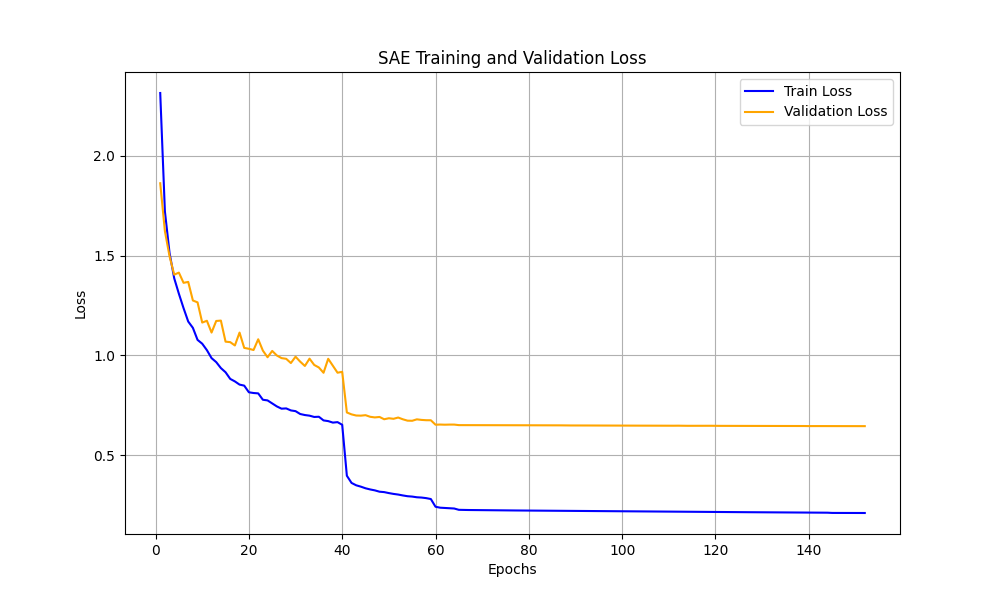 SAE Training and Validation Loss
Train Loss
Validation Loss
2.0
1.5
1.0
0.5
Loss
0 20 40 60 80 100 120 140
Epochs